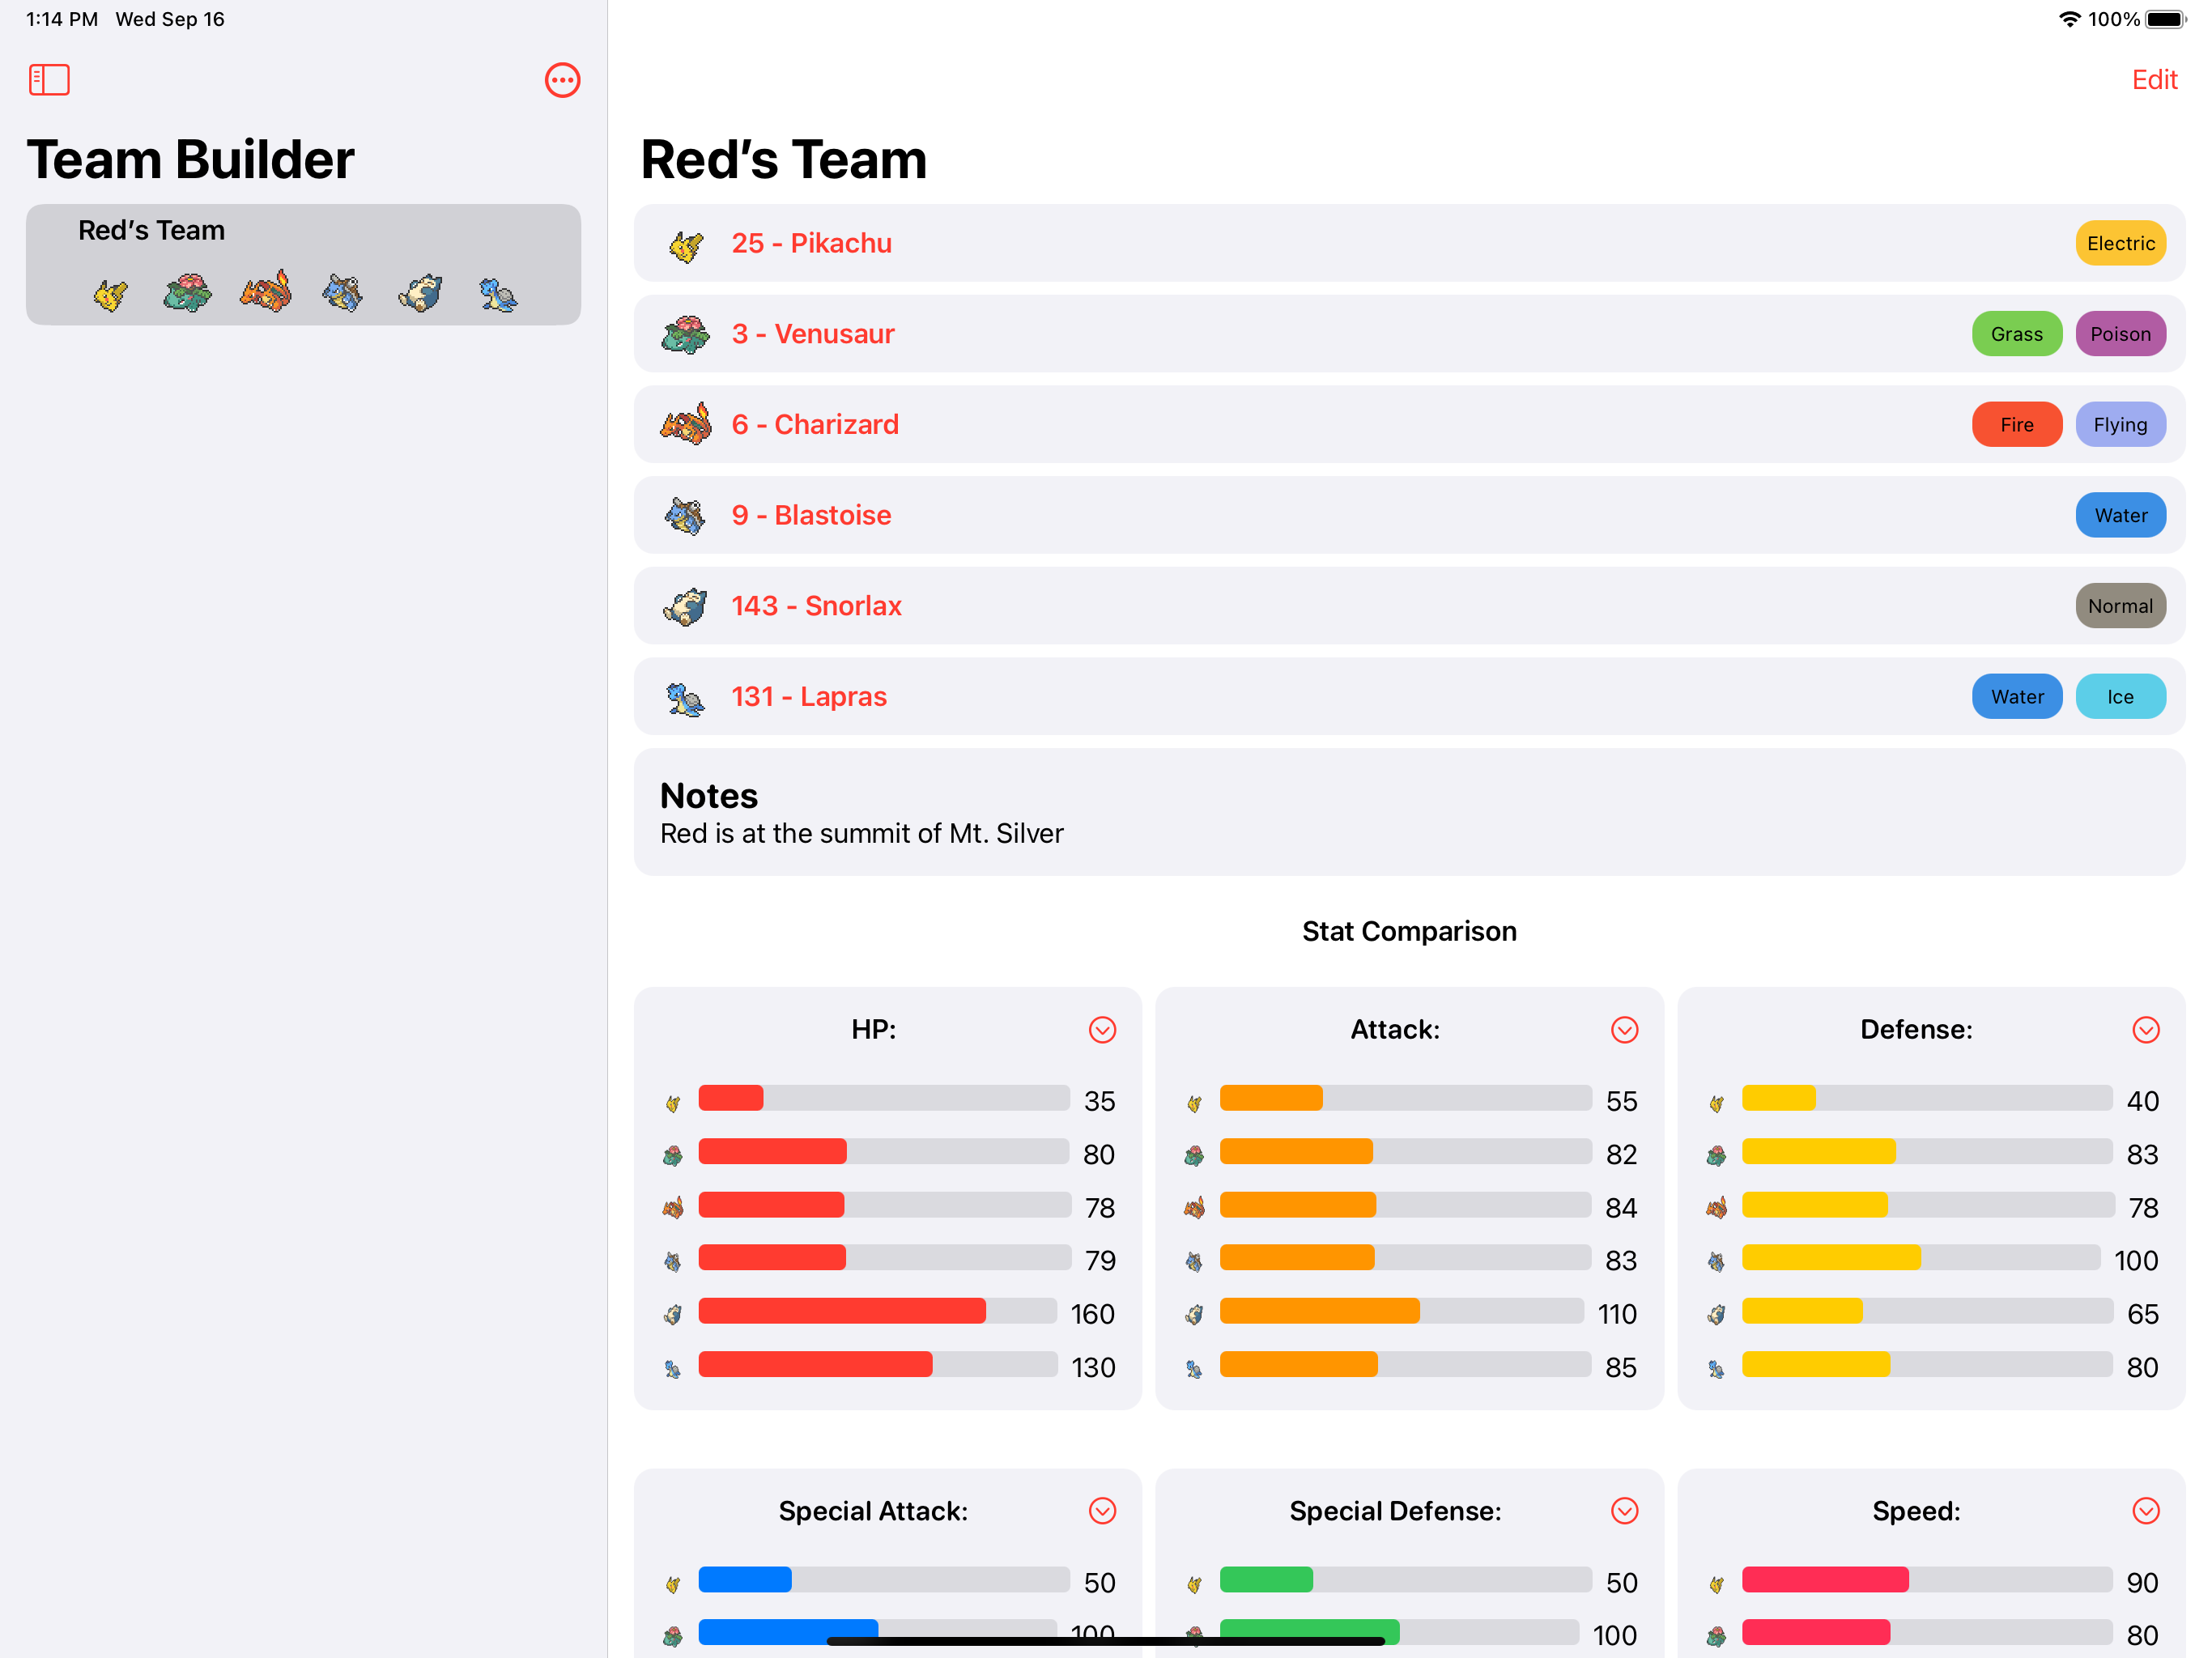 1:14 PM Wed Sep 16
100%
Team Builder
Red's Team
Edit
Red's Team
25 - Pikachu Electric
3 - Venusaur Grass Poison
6 - Charizard Fire Flying
9 - Blastoise Water
143 - Snorlax Normal
131 - Lapras Water Ice
Notes
Red is at the summit of Mt. Silver
Stat Comparison
HP:
35
80
78
79
160
130
Attack:
55
82
84
83
110
85
Defense:
40
83
78
100
65
80
Special Attack:
50
100
Special Defense:
50
100
Speed:
90
80